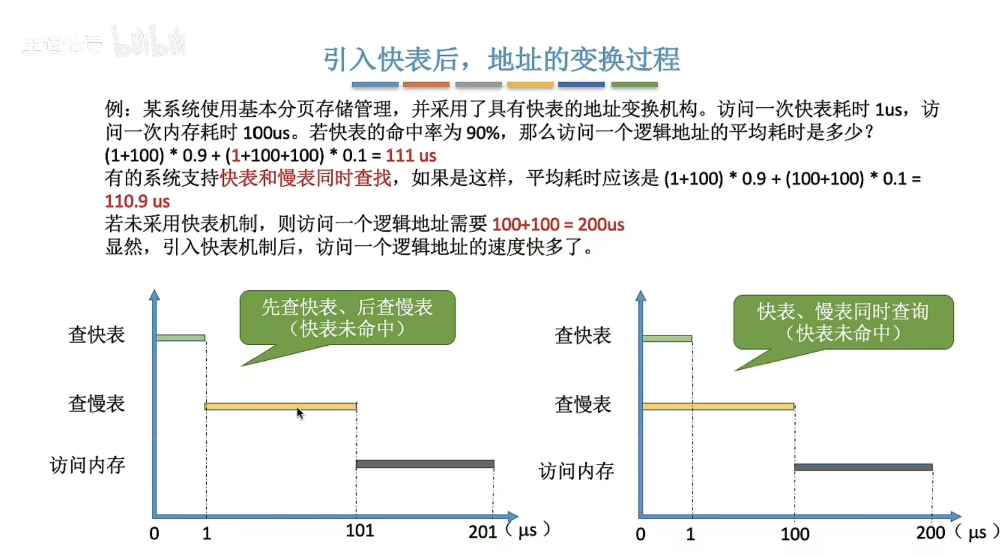 bilibili
引入快表后，地址的变换过程
例：某系统使用基本分页存储管理，并采用了具有快表的地址变换机构。访问一次快表耗时 1us，访
问一次内存耗时 100us。若快表的命中率为 90%，那么访问一个逻辑地址的平均耗时是多少？
(1+100) * 0.9 + (1+100+100) * 0.1 = 111 us
有的系统支持快表和慢表同时查找，如果是这样，平均耗时应该是 (1+100) * 0.9 + (100+100) * 0.1 =
110.9 us
若未采用快表机制，则访问一个逻辑地址需要 100+100 = 200us
显然，引入快表机制后，访问一个逻辑地址的速度快多了。
先查快表、后查慢表
（快表未命中）
查快表
查慢表
访问内存
0 1 101 201（μs）
快表、慢表同时查询
（快表未命中）
查快表
查慢表
访问内存
0 1 100 200（μs）